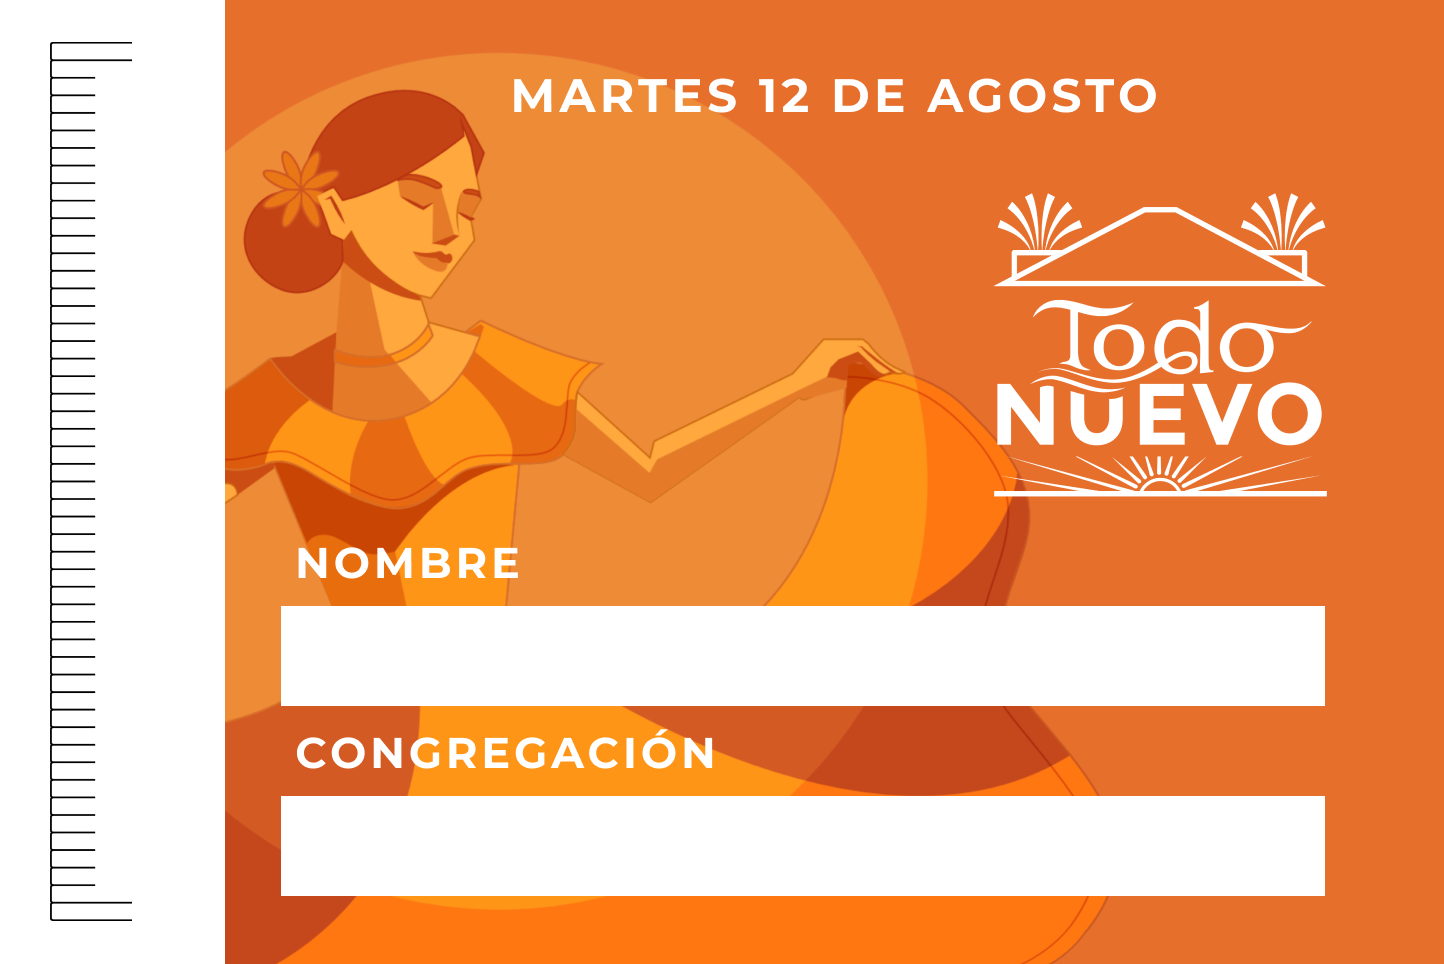 MARTES 12 DE AGOSTO
Todo
NUEVO
NOMBRE
CONGREGACIÓN